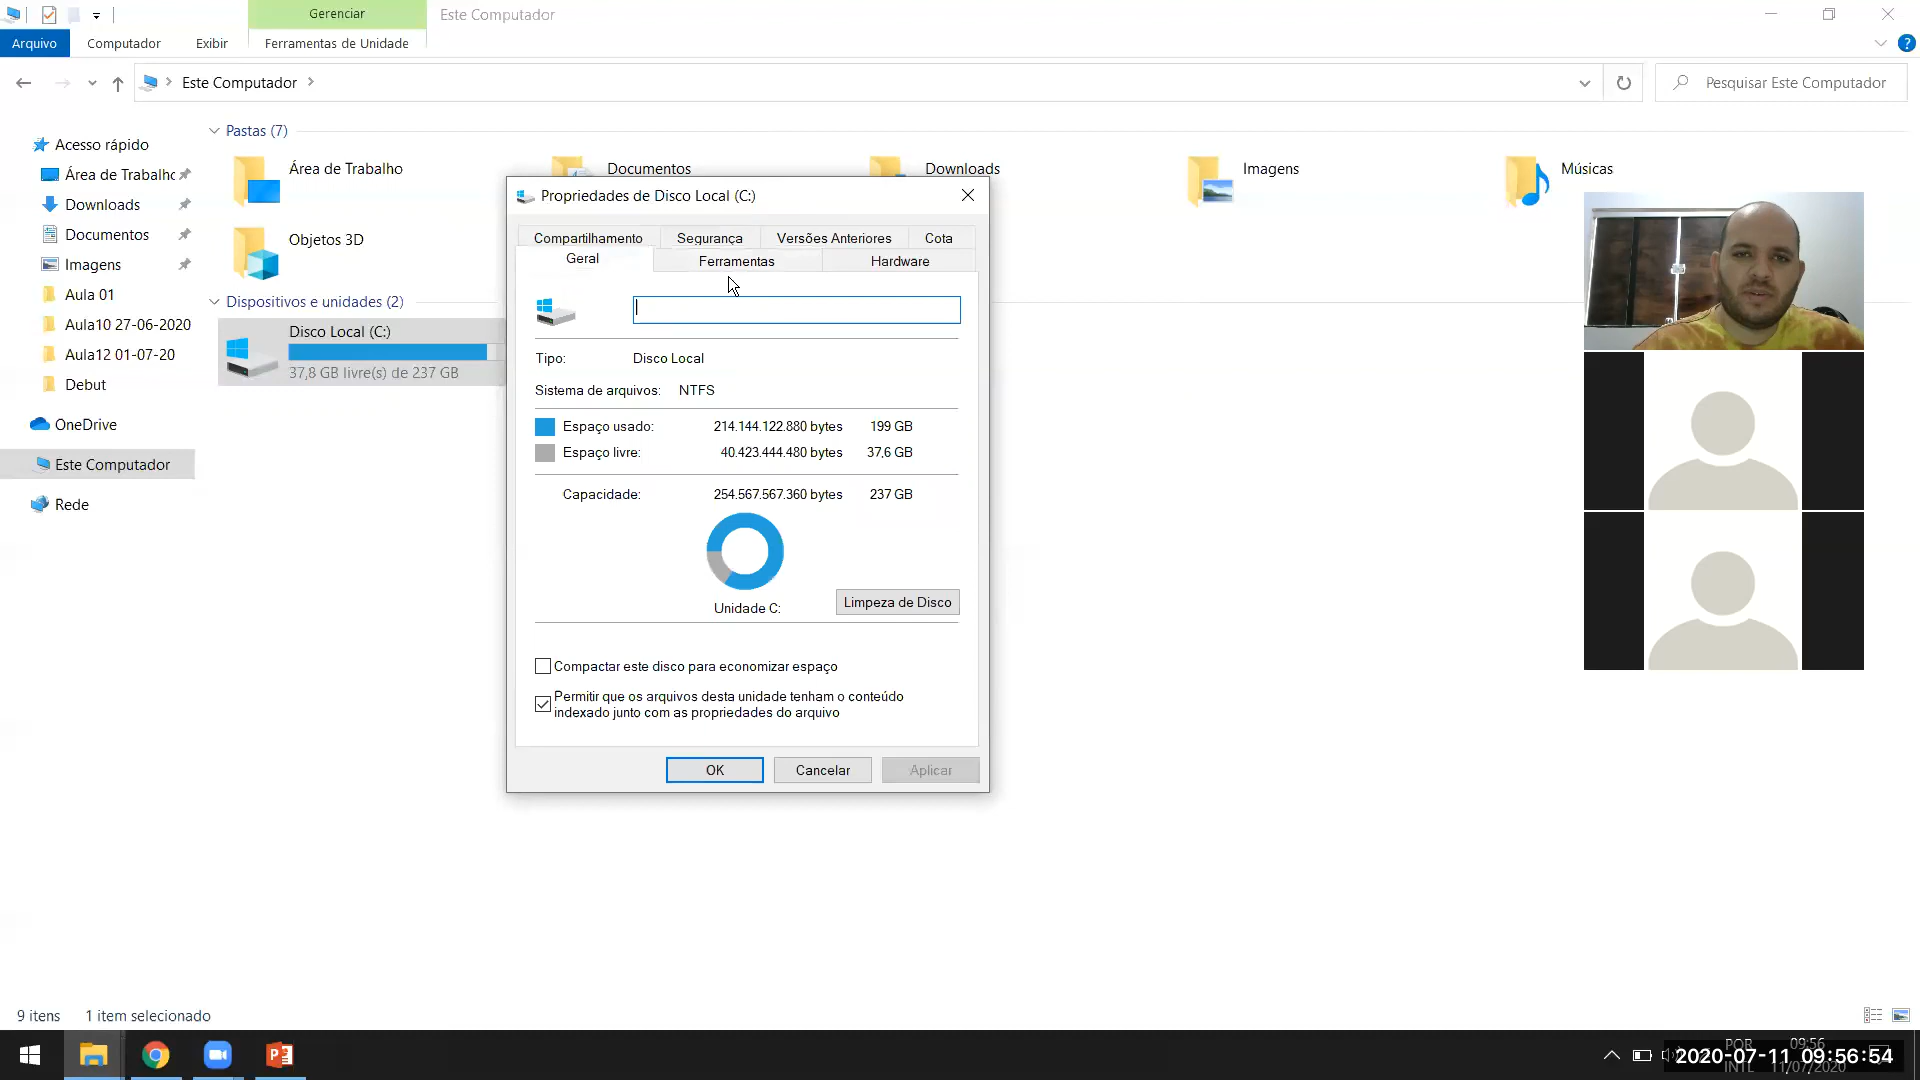 Gerenciar
Este Computador
Arquivo
Computador
Exibir
Ferramentas de Unidade
Este Computador
Pesquisar Este Computador
Acesso rápido
Área de Trabalho
Downloads
Documentos
Imagens
Aula 01
Aula10 27-06-2020
Aula12 01-07-20
Debut
OneDrive
Este Computador
Rede
Pastas (7)
Área de Trabalho
Documentos
Downloads
Imagens
Músicas
Objetos 3D
Dispositivos e unidades (2)
Disco Local (C:)
37,8 GB livre(s) de 237 GB
Propriedades de Disco Local (C:)
Compartilhamento
Segurança
Versões Anteriores
Cota
Geral
Ferramentas
Hardware
Tipo: Disco Local
Sistema de arquivos: NTFS
Espaço usado: 214.144.122.880 bytes 199 GB
Espaço livre: 40.423.444.480 bytes 37,6 GB
Capacidade: 254.567.567.360 bytes 237 GB
Unidade C:
Limpeza de Disco
Compactar este disco para economizar espaço
Permitir que os arquivos desta unidade tenham o conteúdo
indexado junto com as propriedades do arquivo
OK
Cancelar
Aplicar
9 itens
1 item selecionado
POR
INTL
09:56
11/07/2020
2020-07-11 09:56:54